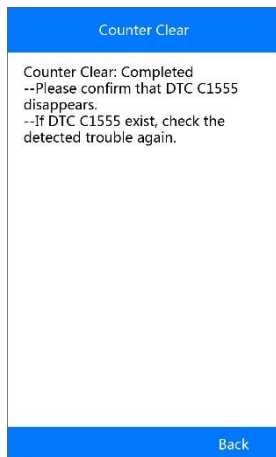 Counter Clear
Counter Clear: Completed
--Please confirm that DTC C1555
disappears.
--If DTC C1555 exist, check the
detected trouble again.
Back